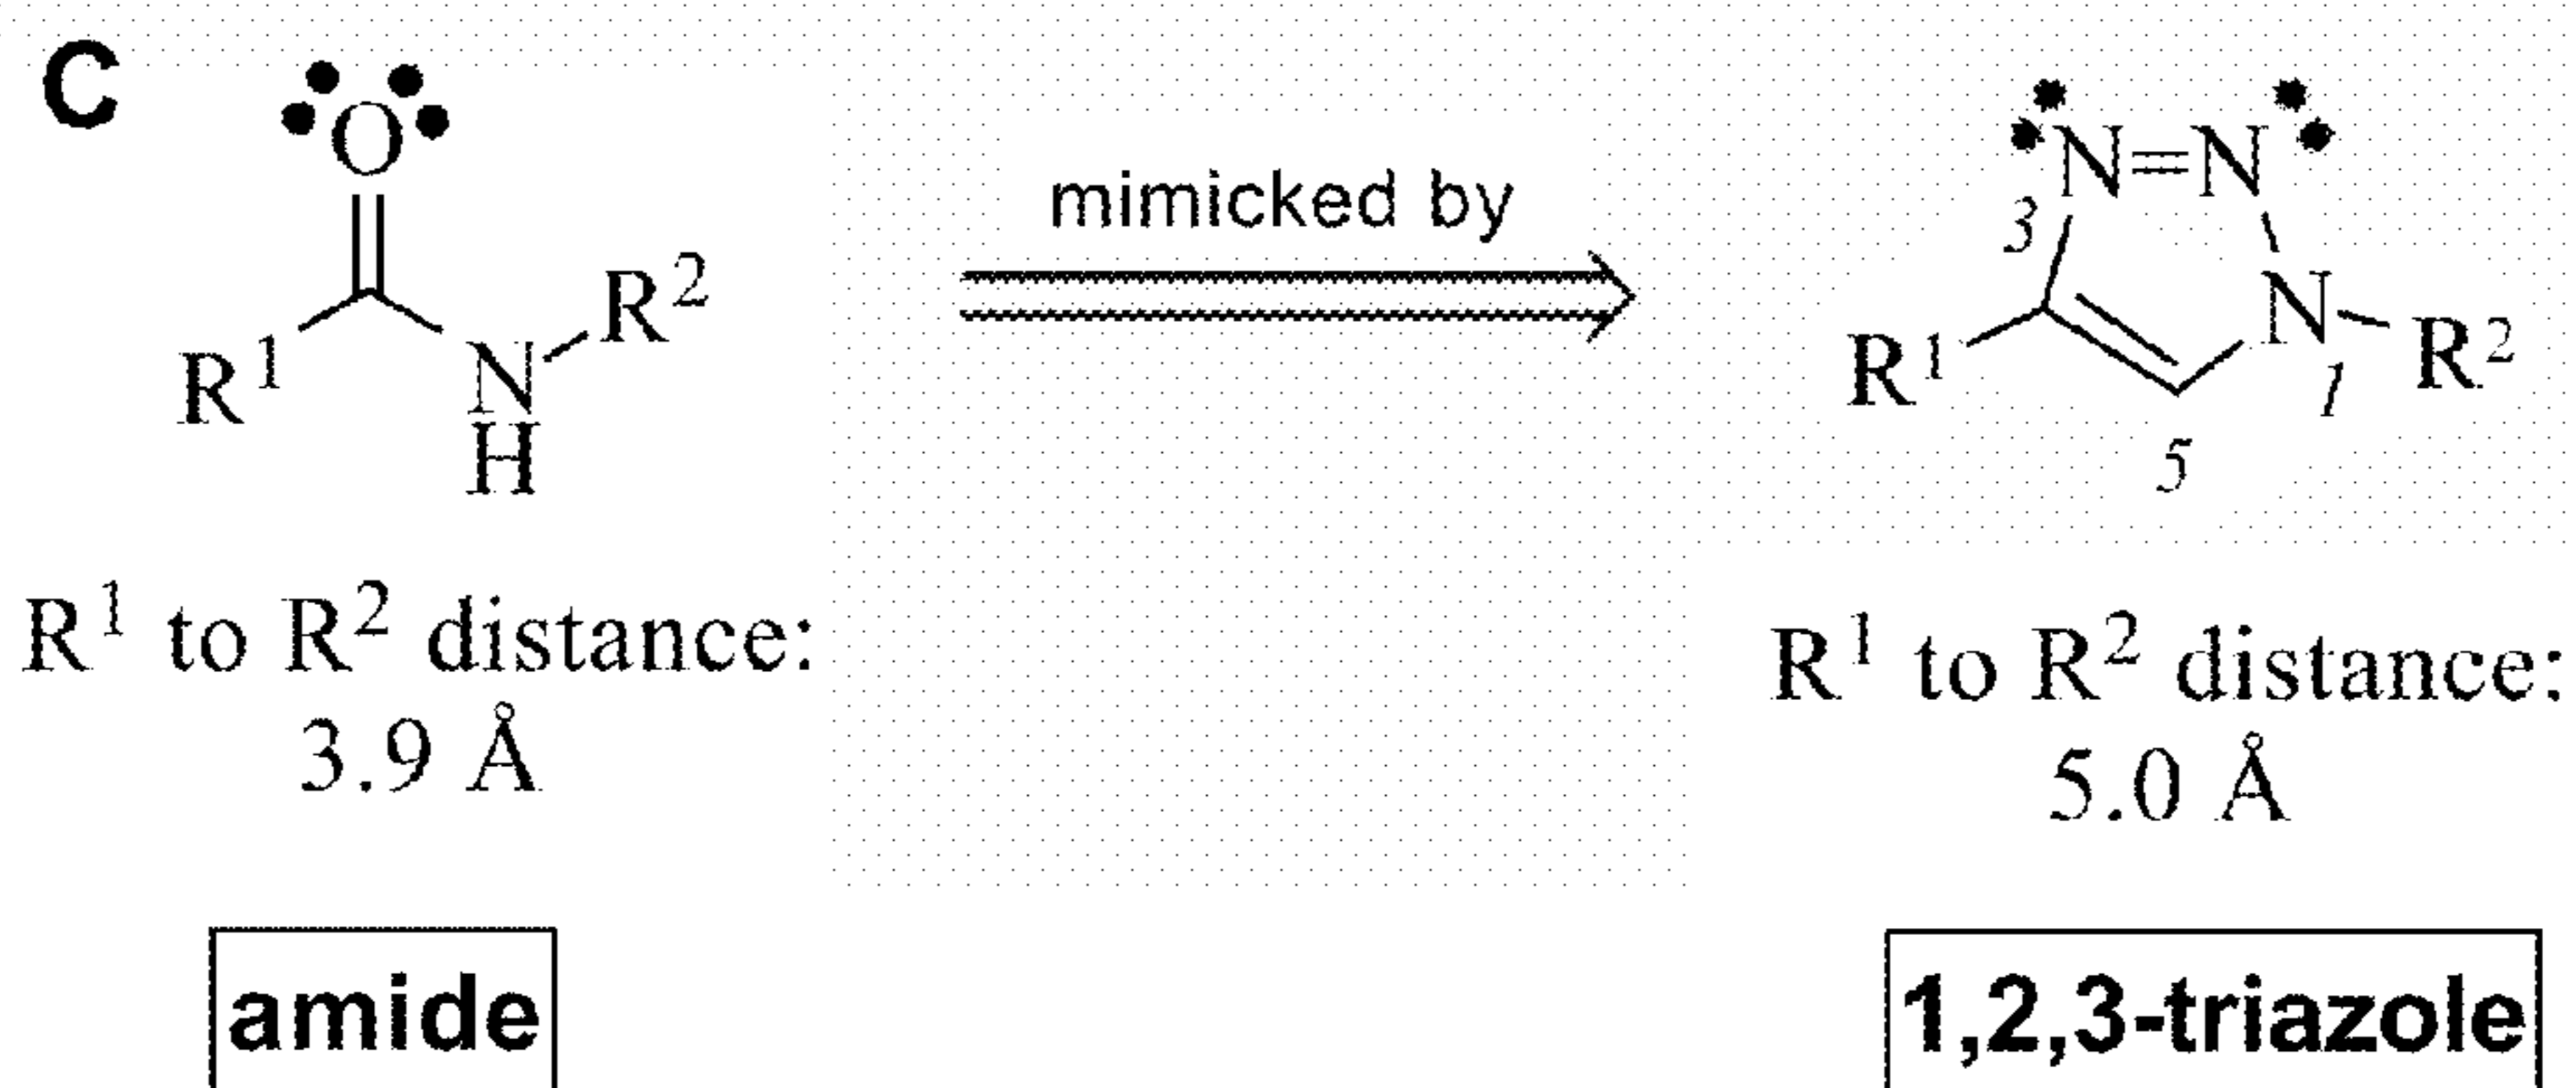 C
O
R¹
N
H
R²
mimicked by
N=N
3
N
1
R¹
R²
5
R¹ to R² distance:
3.9 Å
R¹ to R² distance:
5.0 Å
amide
1,2,3-triazole